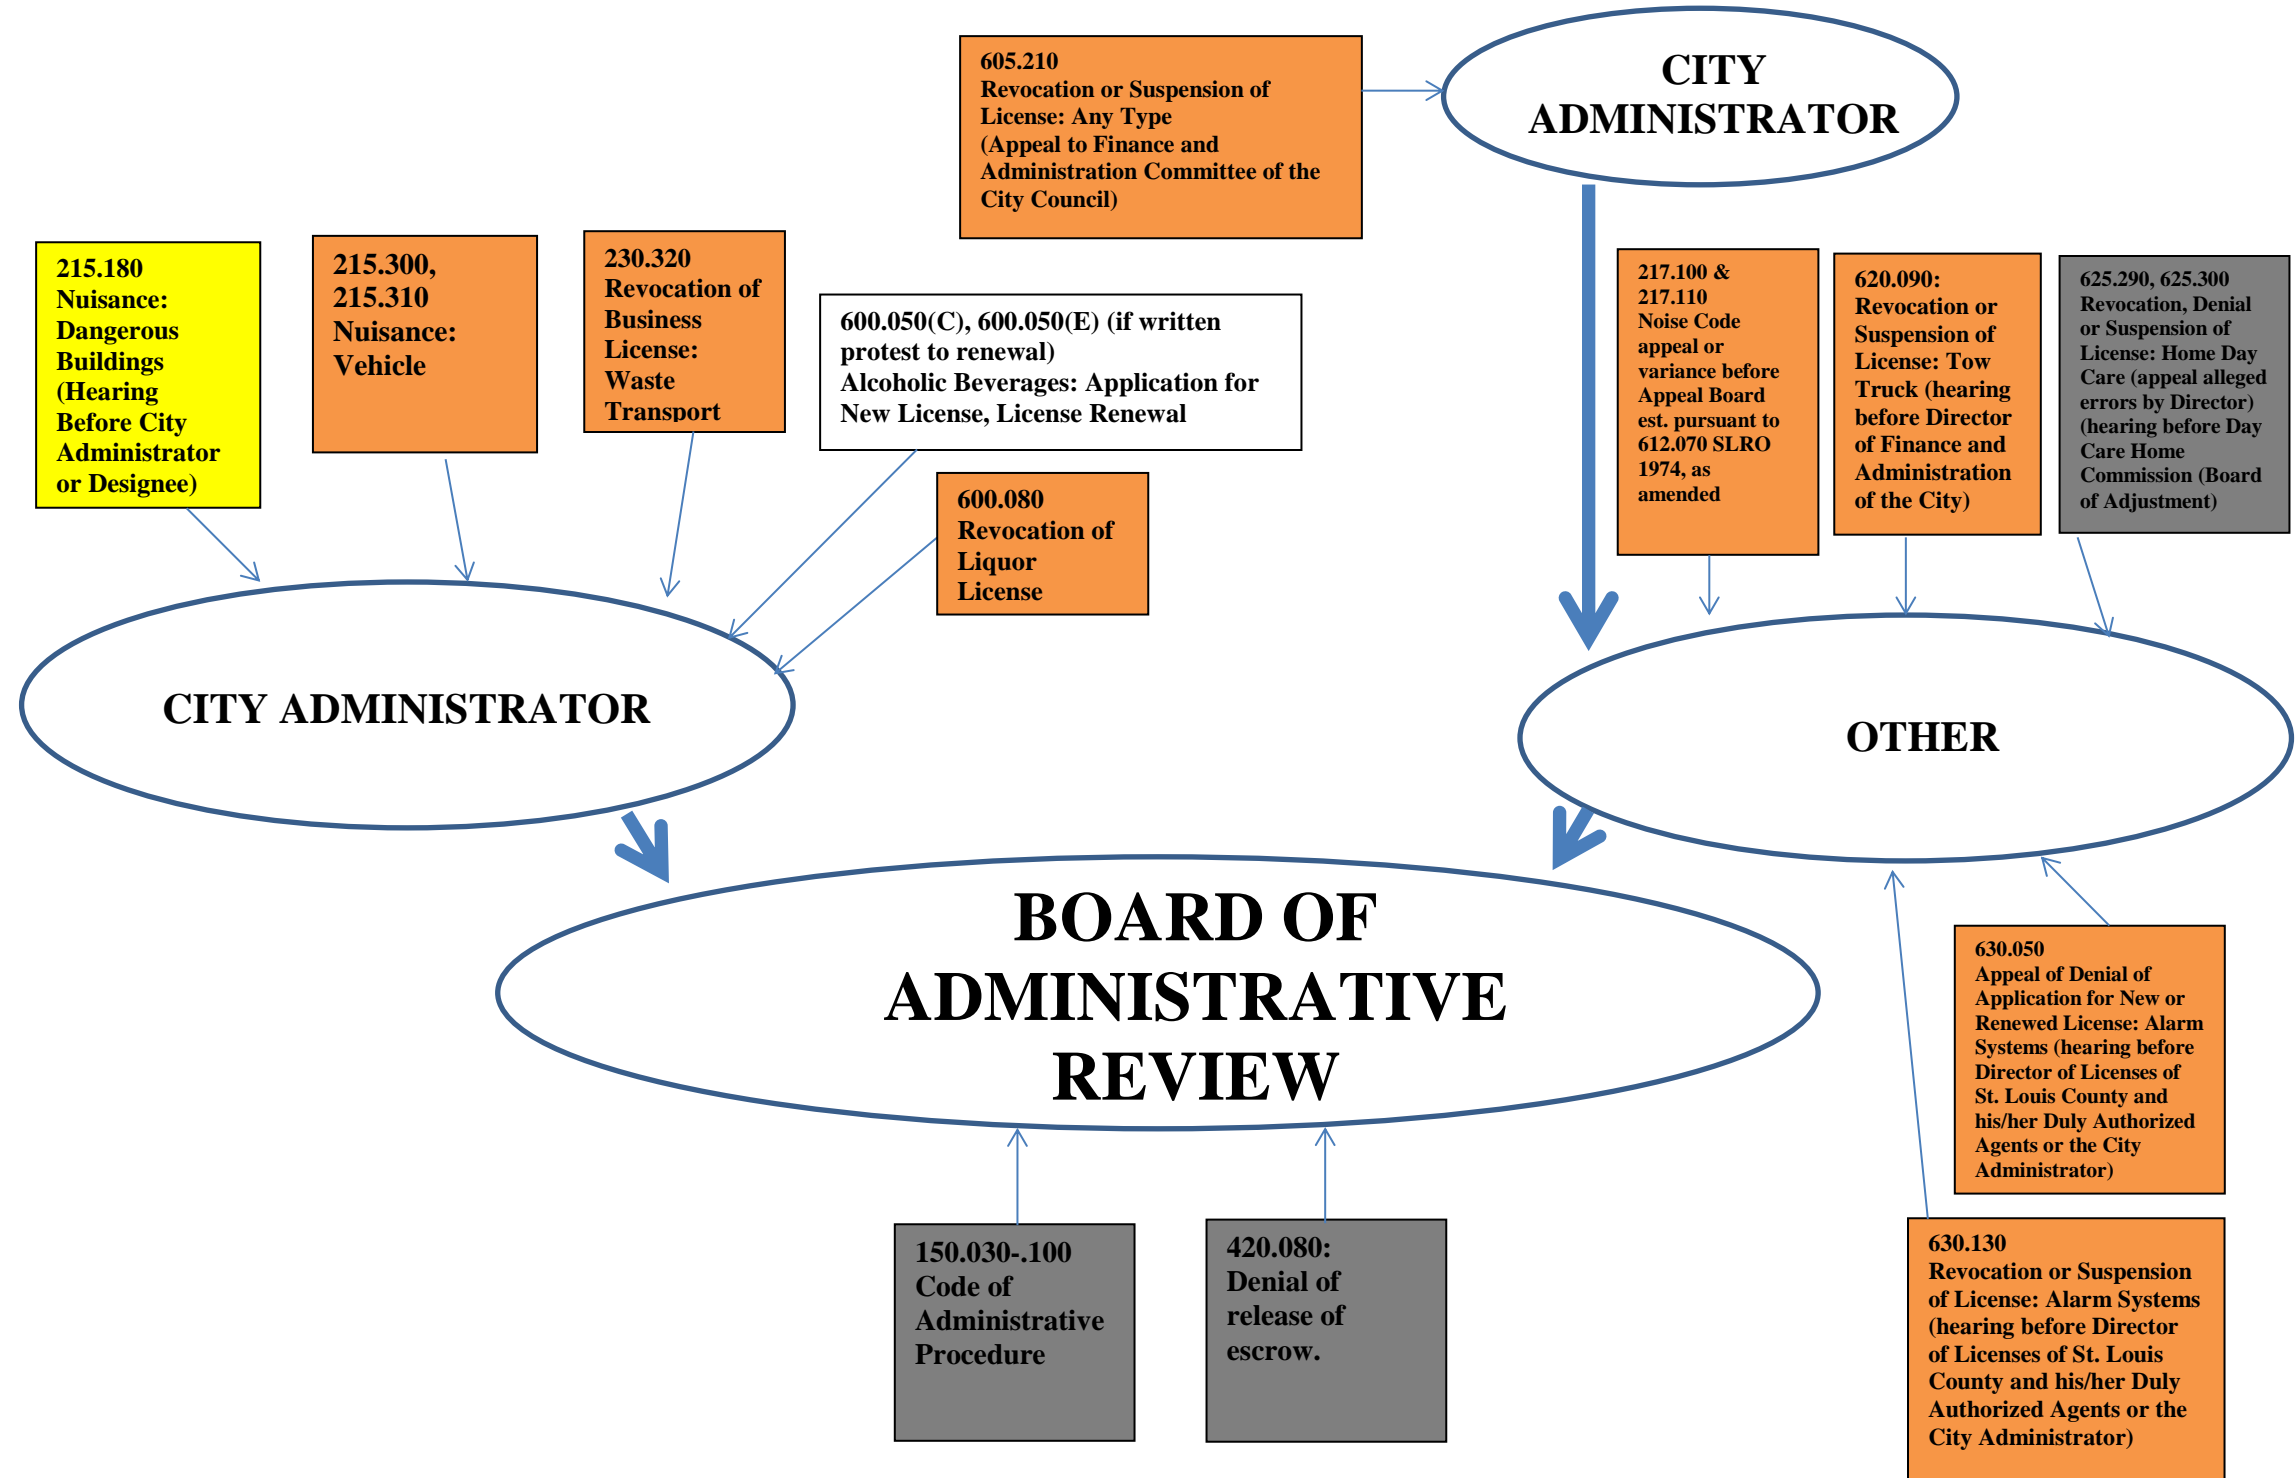 605.210
Revocation or Suspension of
License: Any Type
(Appeal to Finance and
Administration Committee of the
City Council)
CITY
ADMINISTRATOR
215.180
Nuisance:
Dangerous
Buildings
(Hearing
Before City
Administrator
or Designee)
215.300,
215.310
Nuisance:
Vehicle
230.320
Revocation of
Business
License:
Waste
Transport
600.050(C), 600.050(E) (if written
protest to renewal)
Alcoholic Beverages: Application for
New License, License Renewal
600.080
Revocation of
Liquor
License
217.100 &
217.110
Noise Code
appeal or
variance before
Appeal Board
est. pursuant to
612.070 SLRO
1974, as
amended
620.090:
Revocation or
Suspension of
License: Tow
Truck (hearing
before Director
of Finance and
Administration
of the City)
625.290, 625.300
Revocation, Denial
or Suspension of
License: Home Day
Care (appeal alleged
errors by Director)
(hearing before Day
Care Home
Commission (Board
of Adjustment)
CITY ADMINISTRATOR
OTHER
BOARD OF
ADMINISTRATIVE
REVIEW
630.050
Appeal of Denial of
Application for New or
Renewed License: Alarm
Systems (hearing before
Director of Licenses of
St. Louis County and
his/her Duly Authorized
Agents or the City
Administrator)
150.030-.100
Code of
Administrative
Procedure
420.080:
Denial of
release of
escrow.
630.130
Revocation or Suspension
of License: Alarm Systems
(hearing before Director
of Licenses of St. Louis
County and his/her Duly
Authorized Agents or the
City Administrator)